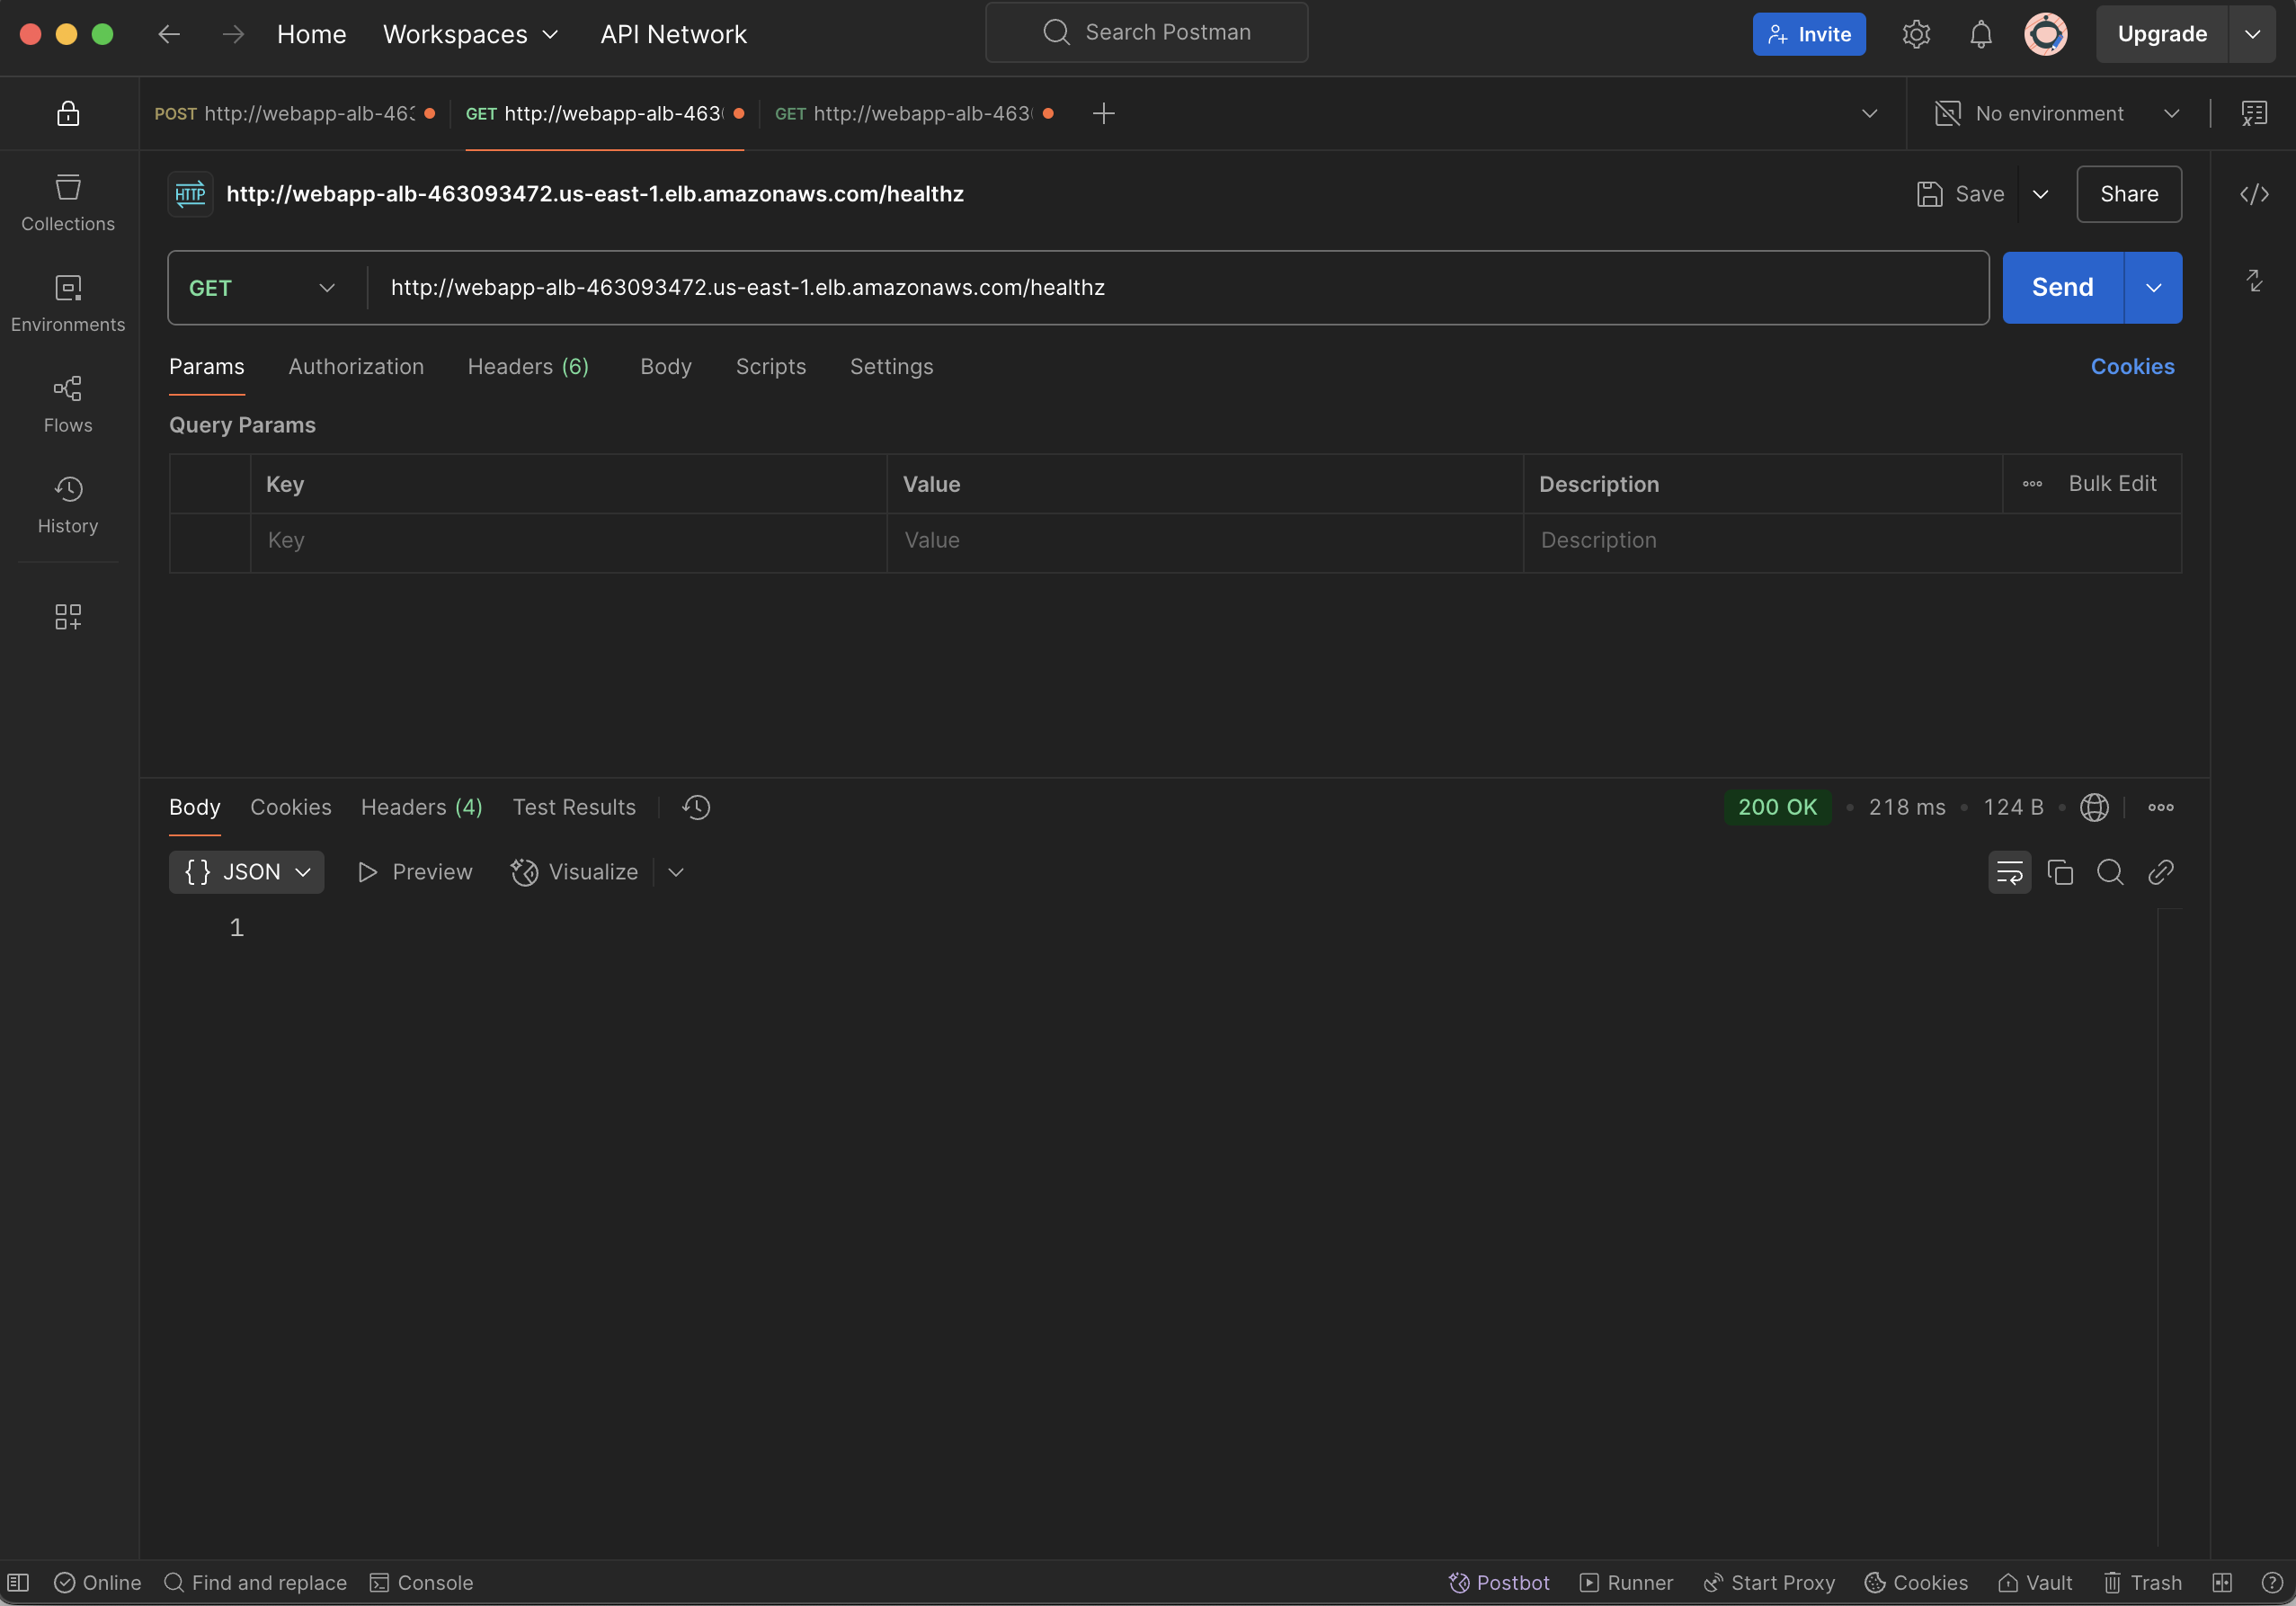 Home Workspaces API Network Search Postman Invite Upgrade
POST http://webapp-alb-463 GET http://webapp-alb-463 GET http://webapp-alb-463 No environment
HTTP http://webapp-alb-463093472.us-east-1.elb.amazonaws.com/healthz Save Share
Collections
GET http://webapp-alb-463093472.us-east-1.elb.amazonaws.com/healthz Send
Environments
Params Authorization Headers (6) Body Scripts Settings Cookies
Flows
Query Params
Key Value Description Bulk Edit
History
Key Value Description
Body Cookies Headers (4) Test Results 200 OK 218 ms 124 B
{ } JSON Preview Visualize
1
Online Find and replace Console Postbot Runner Start Proxy Cookies Vault Trash